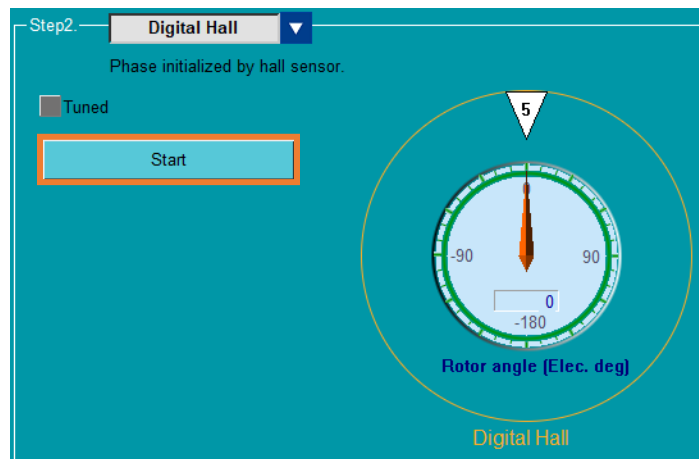 Step2.
Digital Hall
Phase initialized by hall sensor.
Tuned
Start
5
0
-90
90
0
-180
Rotor angle (Elec. deg)
Digital Hall